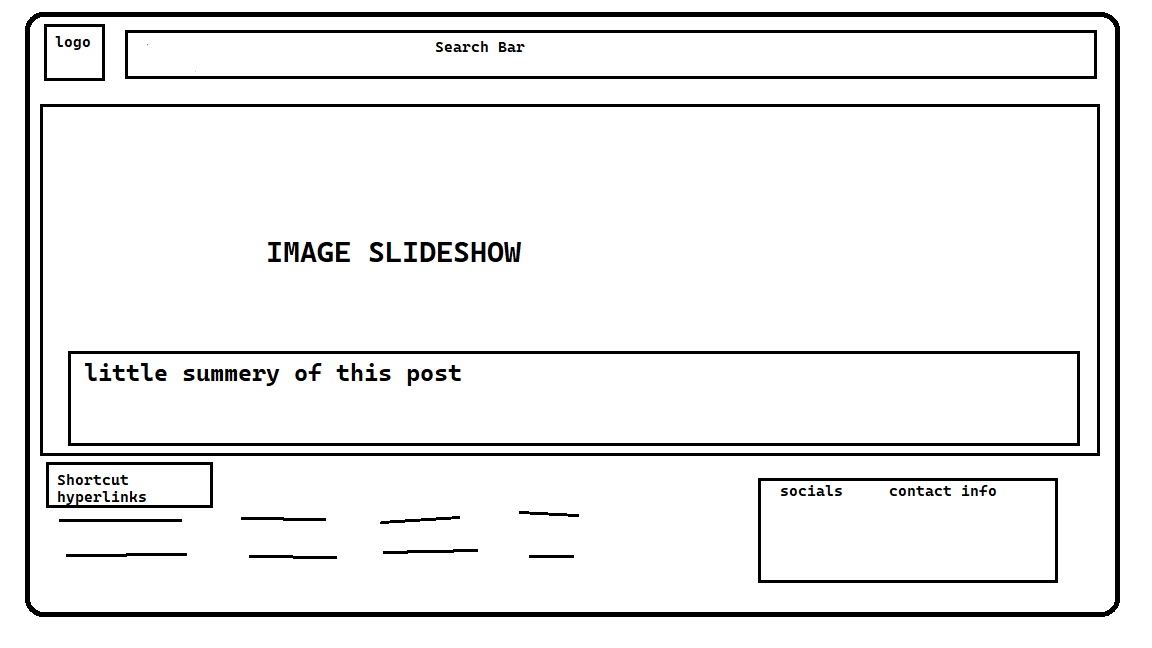 logo
Search Bar
IMAGE SLIDESHOW
little summery of this post
Shortcut
hyperlinks
socials contact info